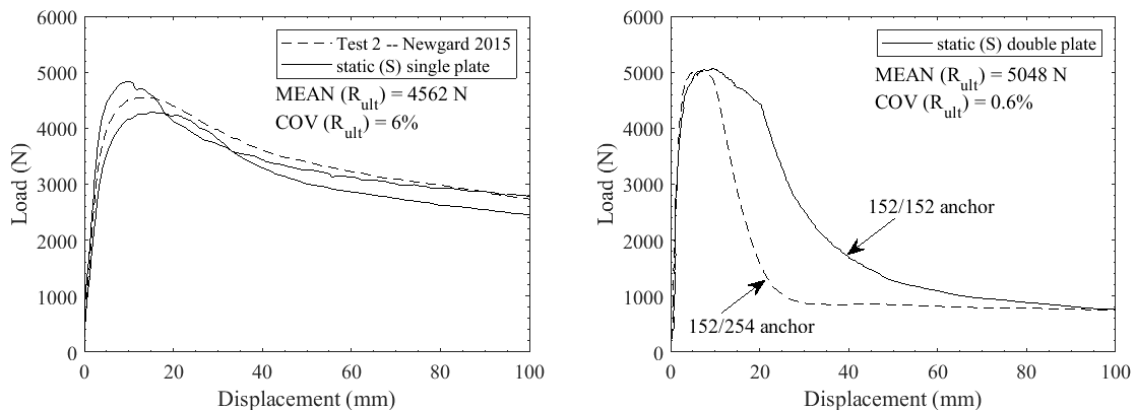 6000
5000
4000
3000
2000
1000
0
Load (N)
Test 2 -- Newgard 2015
static (S) single plate
MEAN (R_ult) = 4562 N
COV (R_ult) = 6%
0 20 40 60 80 100
Displacement (mm)
6000
5000
4000
3000
2000
1000
0
Load (N)
static (S) double plate
MEAN (R_ult) = 5048 N
COV (R_ult) = 0.6%
152/152 anchor
152/254 anchor
0 20 40 60 80 100
Displacement (mm)